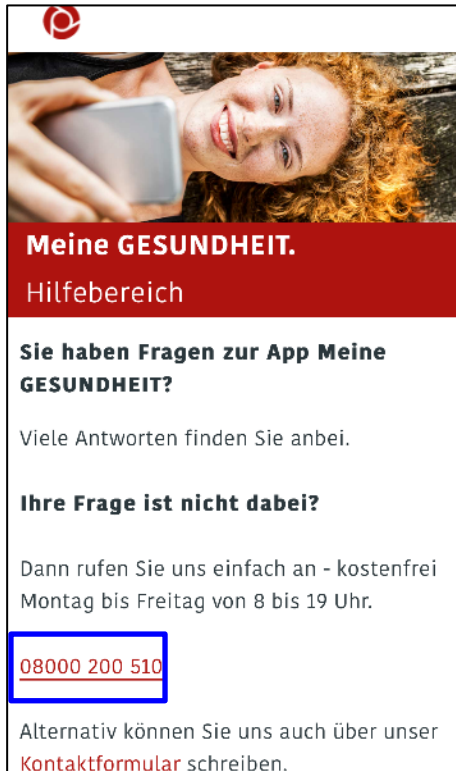 Meine GESUNDHEIT.
Hilfebereich
Sie haben Fragen zur App Meine
GESUNDHEIT?
Viele Antworten finden Sie anbei.
Ihre Frage ist nicht dabei?
Dann rufen Sie uns einfach an - kostenfrei
Montag bis Freitag von 8 bis 19 Uhr.
08000 200 510
Alternativ können Sie uns auch über unser
Kontaktformular schreiben.